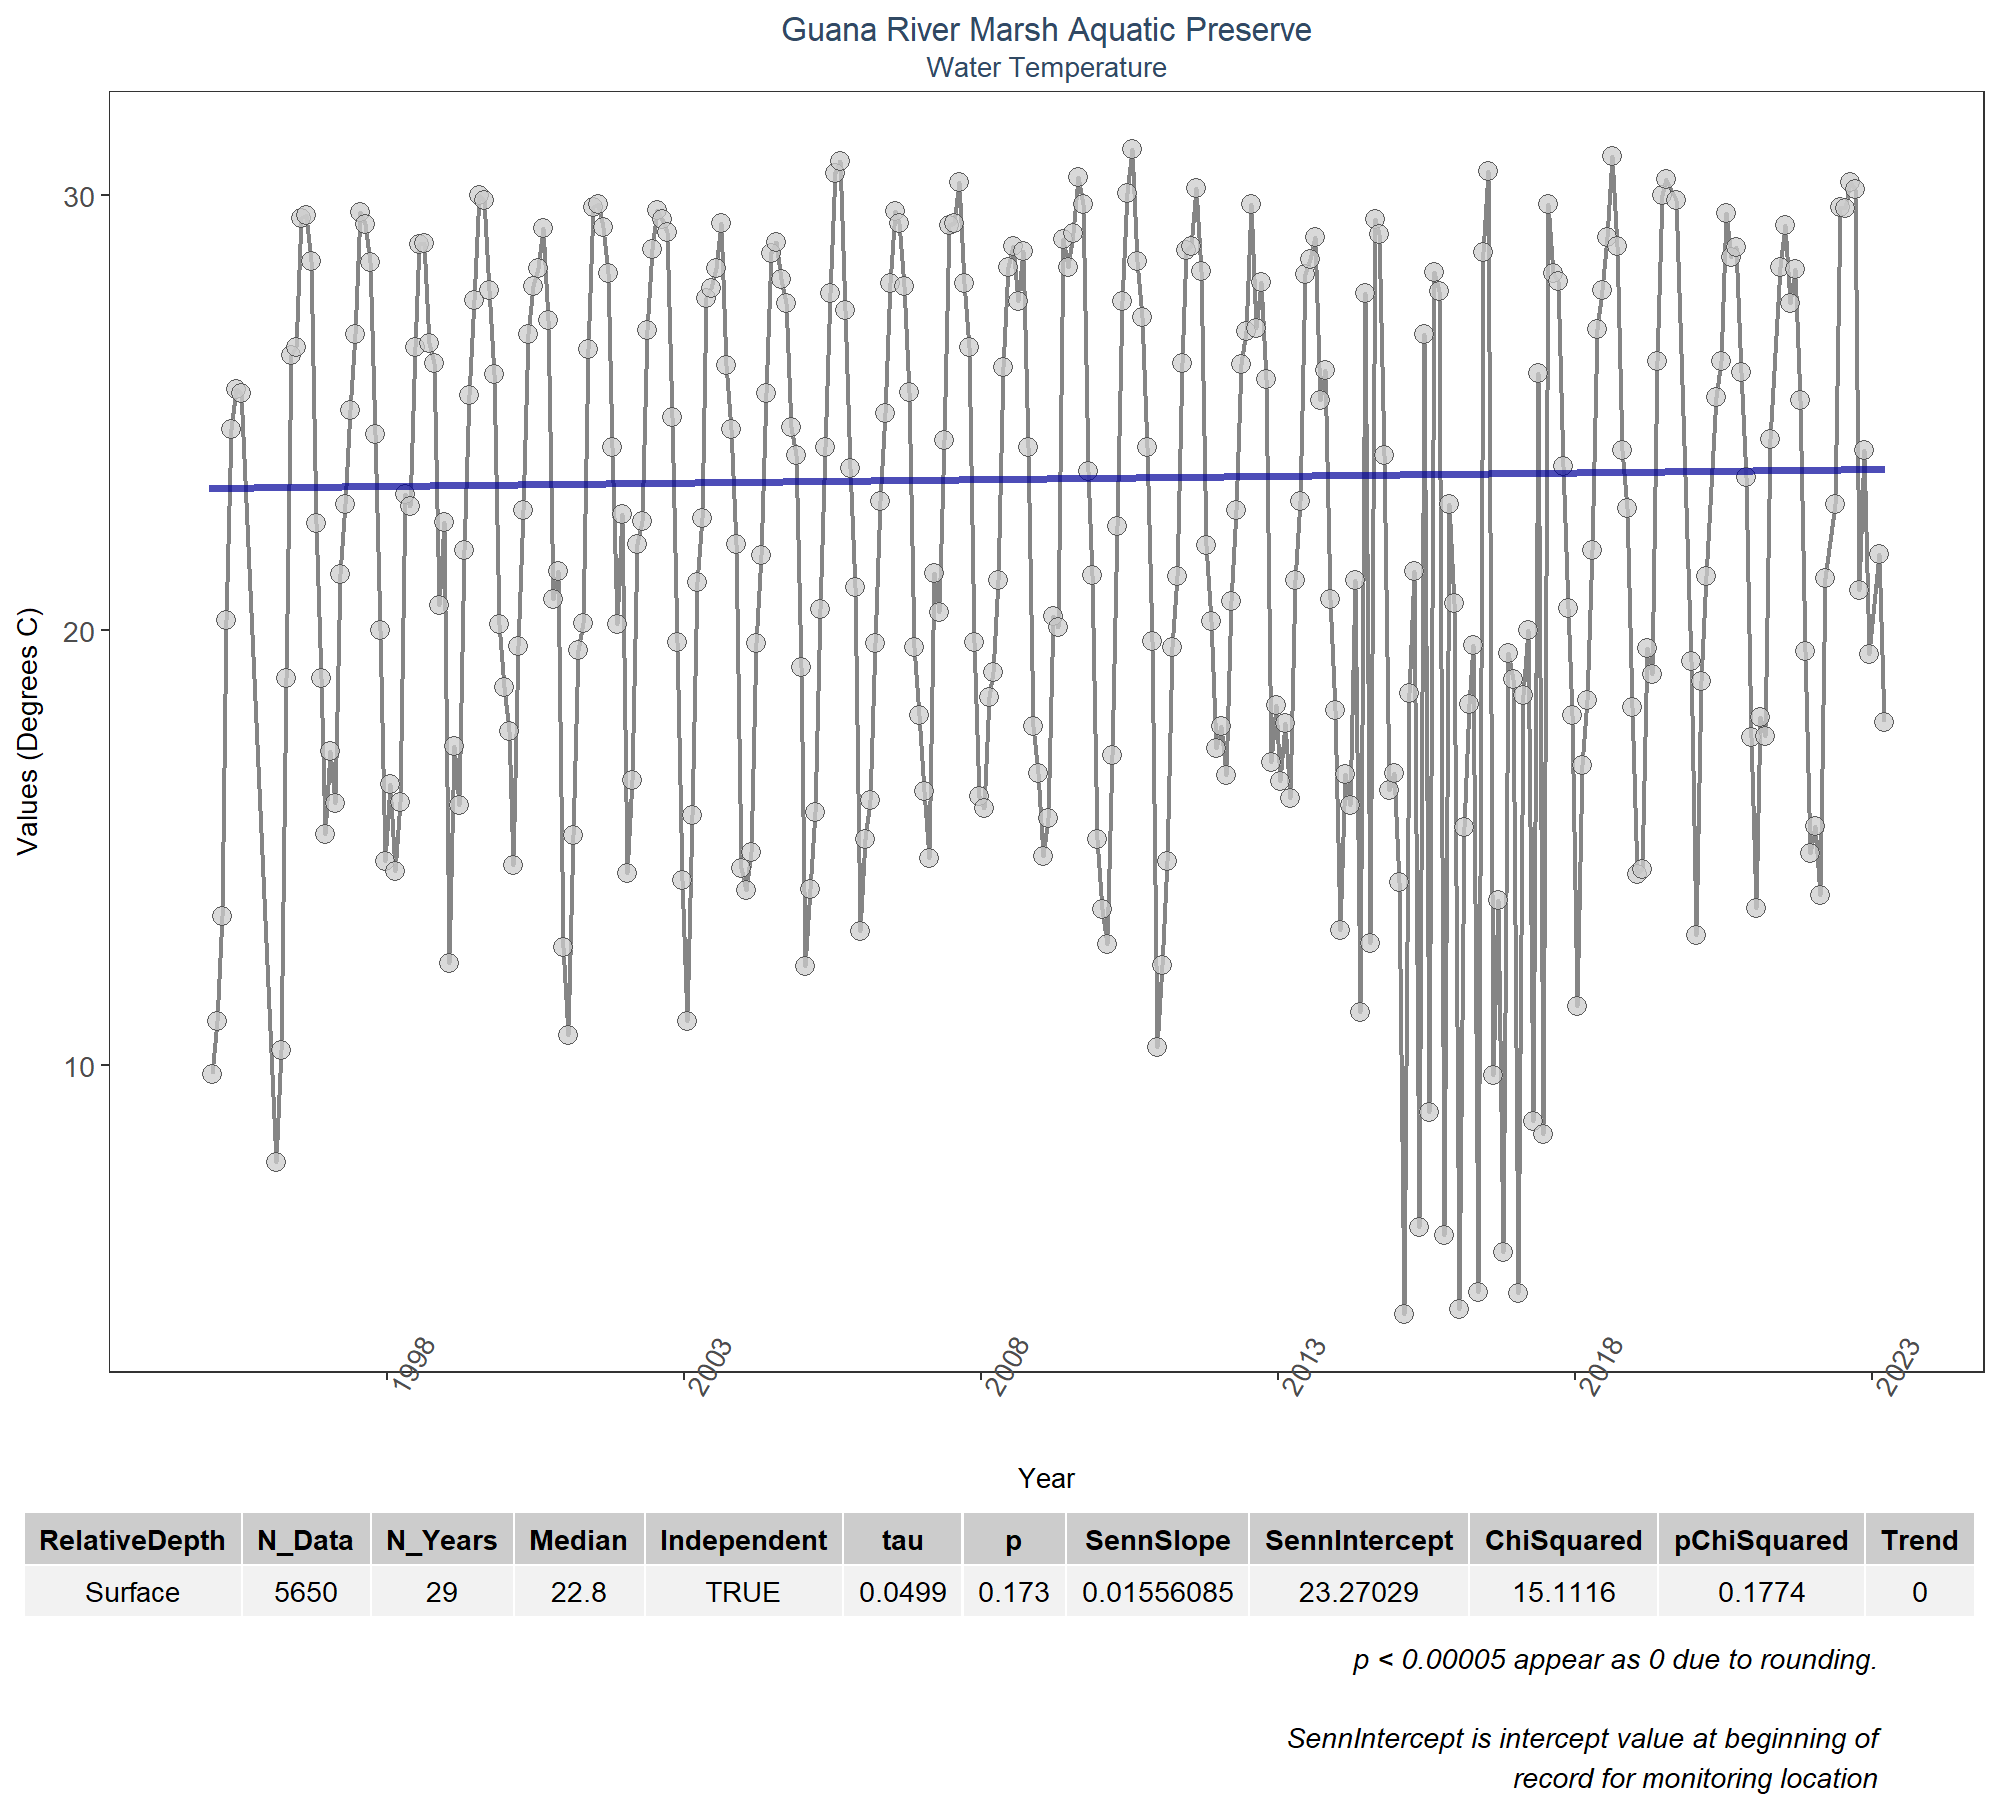 Guana River Marsh Aquatic Preserve
Water Temperature
Values (Degrees C)
30
20
10
1998
2003
2008
2013
2018
2023
Year
RelativeDepth N_Data N_Years Median Independent tau p SennSlope SennIntercept ChiSquared pChiSquared Trend
Surface 5650 29 22.8 TRUE 0.0499 0.173 0.01556085 23.27029 15.1116 0.1774 0
p < 0.00005 appear as 0 due to rounding.
SennIntercept is intercept value at beginning of
record for monitoring location